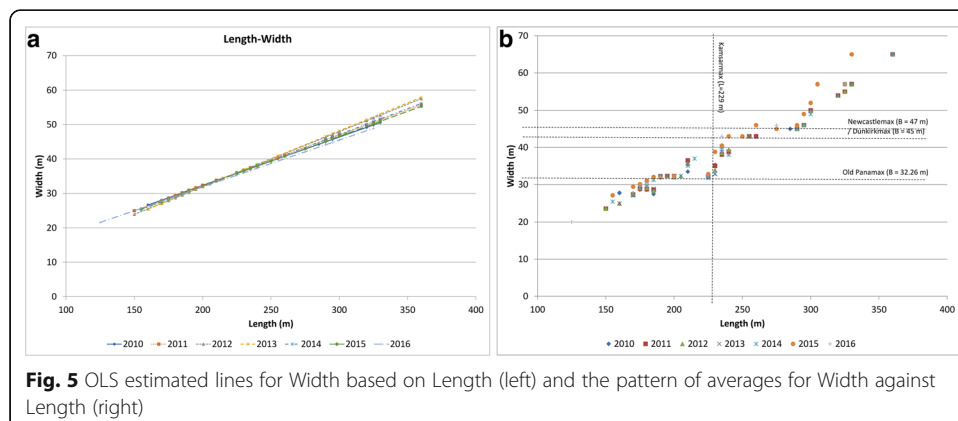 a
Length-Width
Width (m)
70
60
50
40
30
20
10
0
100 150 200 250 300 350 400
Length (m)
2010 2011 2012 2013 2014 2015 2016
b
Width (m)
70
60
50
40
30
20
10
0
Kamsarmax (L=229 m)
Newcastlemax (B = 47 m)
/ Dunkirkmax (B = 45 m)
Old Panamax (B = 32.26 m)
100 150 200 250 300 350 400
Length (m)
2010 2011 2012 2013 2014 2015 2016
Fig. 5 OLS estimated lines for Width based on Length (left) and the pattern of averages for Width against
Length (right)